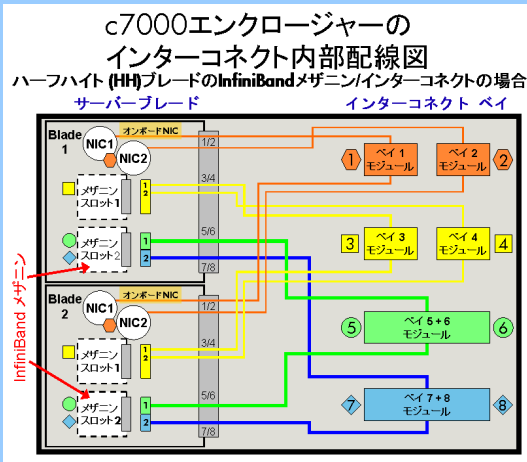 c7000エンクロージャーの
インターコネクト内部配線図
ハーフハイト (HH)ブレードのInfiniBandメザニン/インターコネクトの場合
サーバーブレード
インターコネクト ベイ
Blade
1
オンボードNIC
NIC1
NIC2
1/2
3/4
メザニン
スロット1
1
2
5/6
メザニン
スロット2
1
2
7/8
Blade
2
オンボードNIC
NIC1
NIC2
1/2
3/4
メザニン
スロット1
1
2
5/6
メザニン
スロット2
1
2
7/8
InfiniBand メザニン
1
ベイ 1
モジュール
ベイ 2
モジュール
2
3
ベイ 3
モジュール
ベイ 4
モジュール
4
5
ベイ 5 + 6
モジュール
6
7
ベイ 7 + 8
モジュール
8